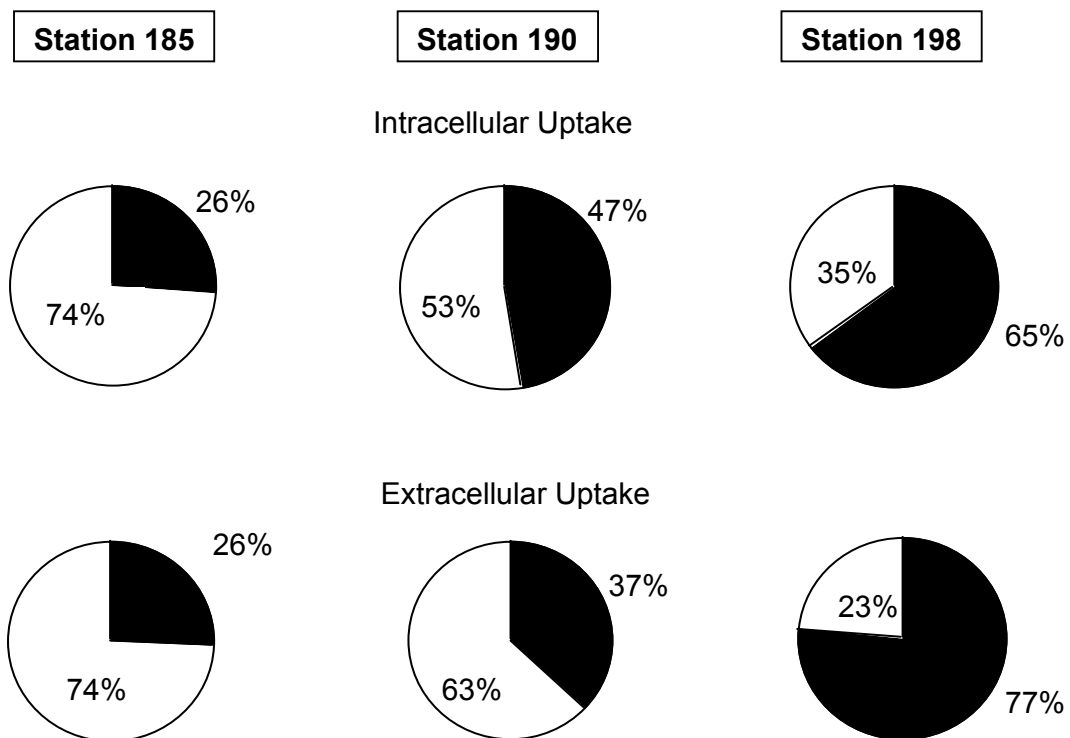 Station 185 Station 190 Station 198
Intracellular Uptake
26% 47%
74% 53% 35%
65%
Extracellular Uptake
26% 37%
74% 63% 23%
77%